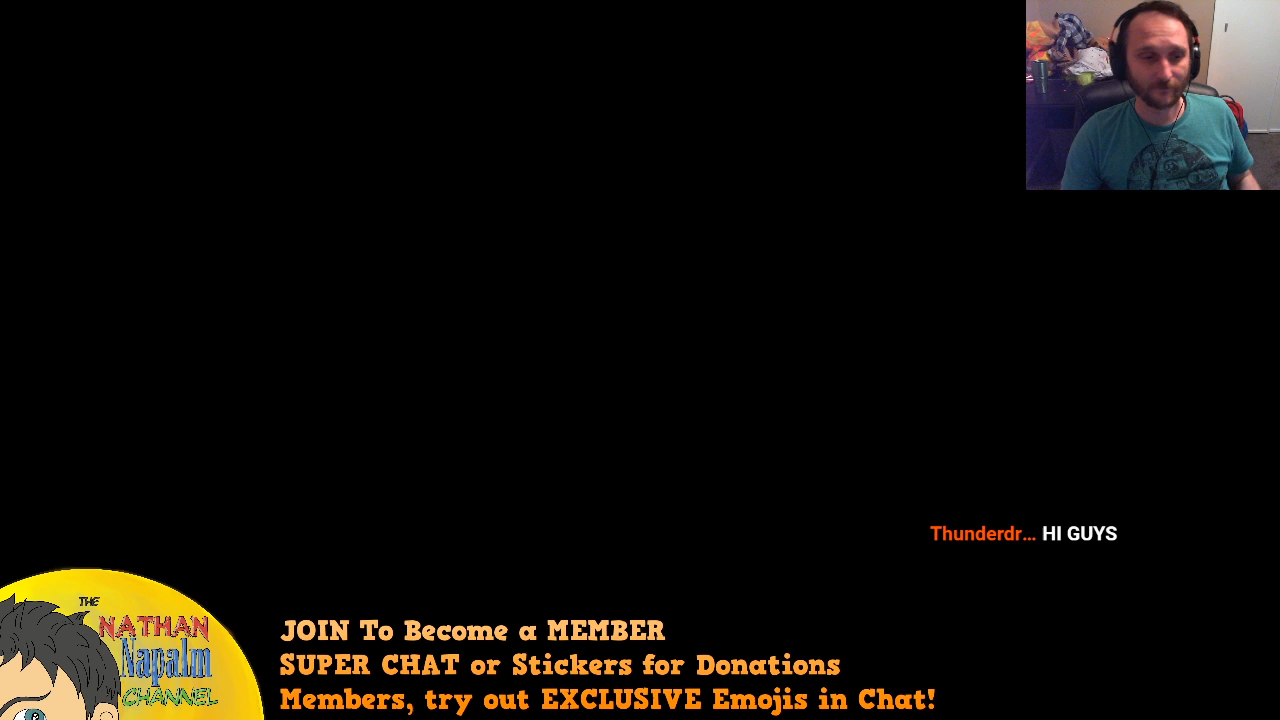 Thunderdr... HI GUYS
THE
NATHAN
Napalm
CHANNEL
JOIN To Become a MEMBER
SUPER CHAT or Stickers for Donations
Members, try out EXCLUSIVE Emojis in Chat!